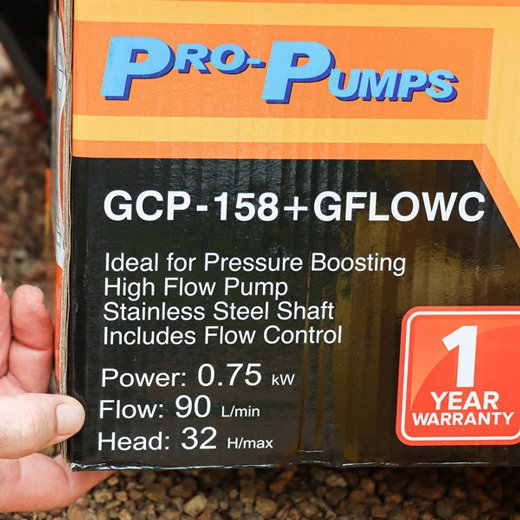 PRO-PUMPS
GCP-158+GFLOWC
Ideal for Pressure Boosting
High Flow Pump
Stainless Steel Shaft
Includes Flow Control
Power: 0.75 kW
Flow: 90 L/min
Head: 32 H/max
1
YEAR
WARRANTY